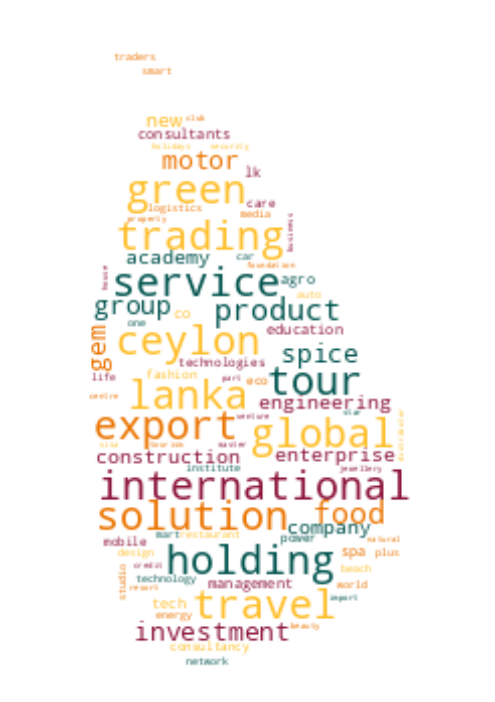 traders
smart
new club
consultants
holidays security
motor
lk
green
care
logistics
media
property
business
trading
academy car
foundation
house
service agro
auto
group co product
one
education
gem
ceylon spice
technologies
life fashion part eco tour
centre
lanka engineering
venture star
export global
distributor
size tourism master
construction enterprise
institute jewellery
international
solution food
company
mart restaurant power natural
mobile
design spa plus
holding
credit beach
studio
technology management world
resort
import
tech travel
energy
investment beauty
consultancy
network